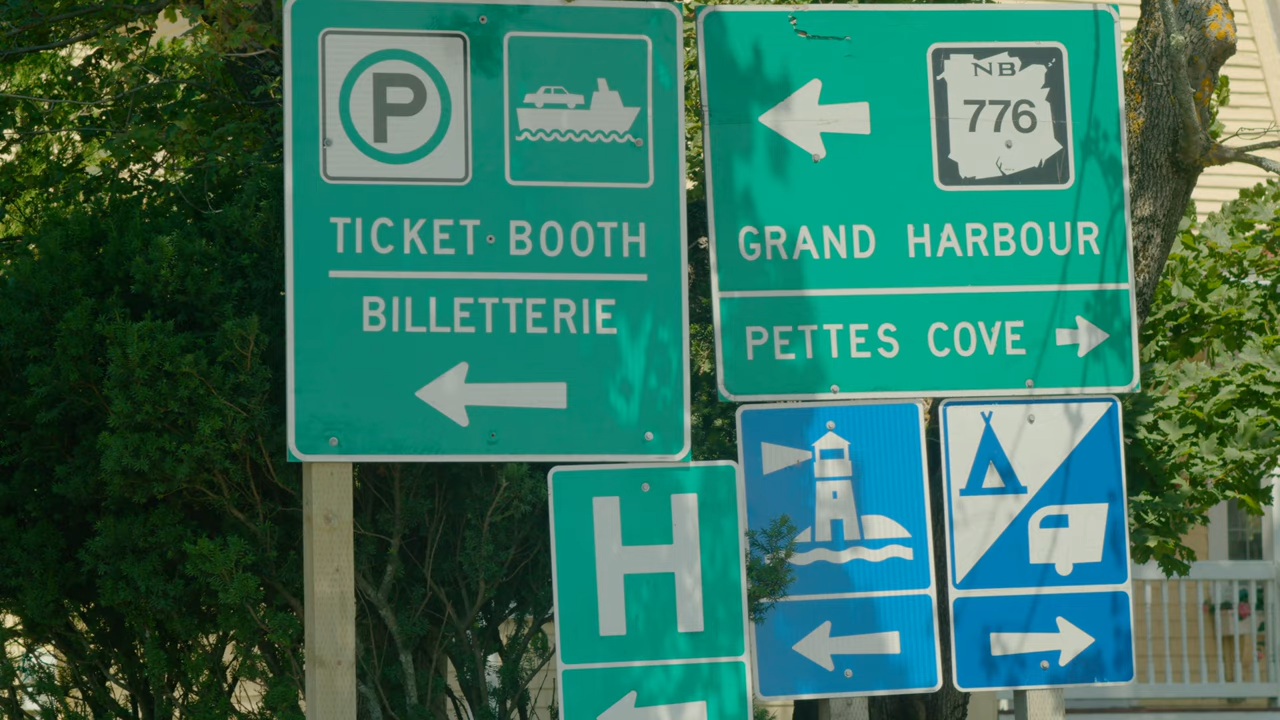 P
TICKET BOOTH
BILLETTERIE
NB
776
GRAND HARBOUR
PETTES COVE
H